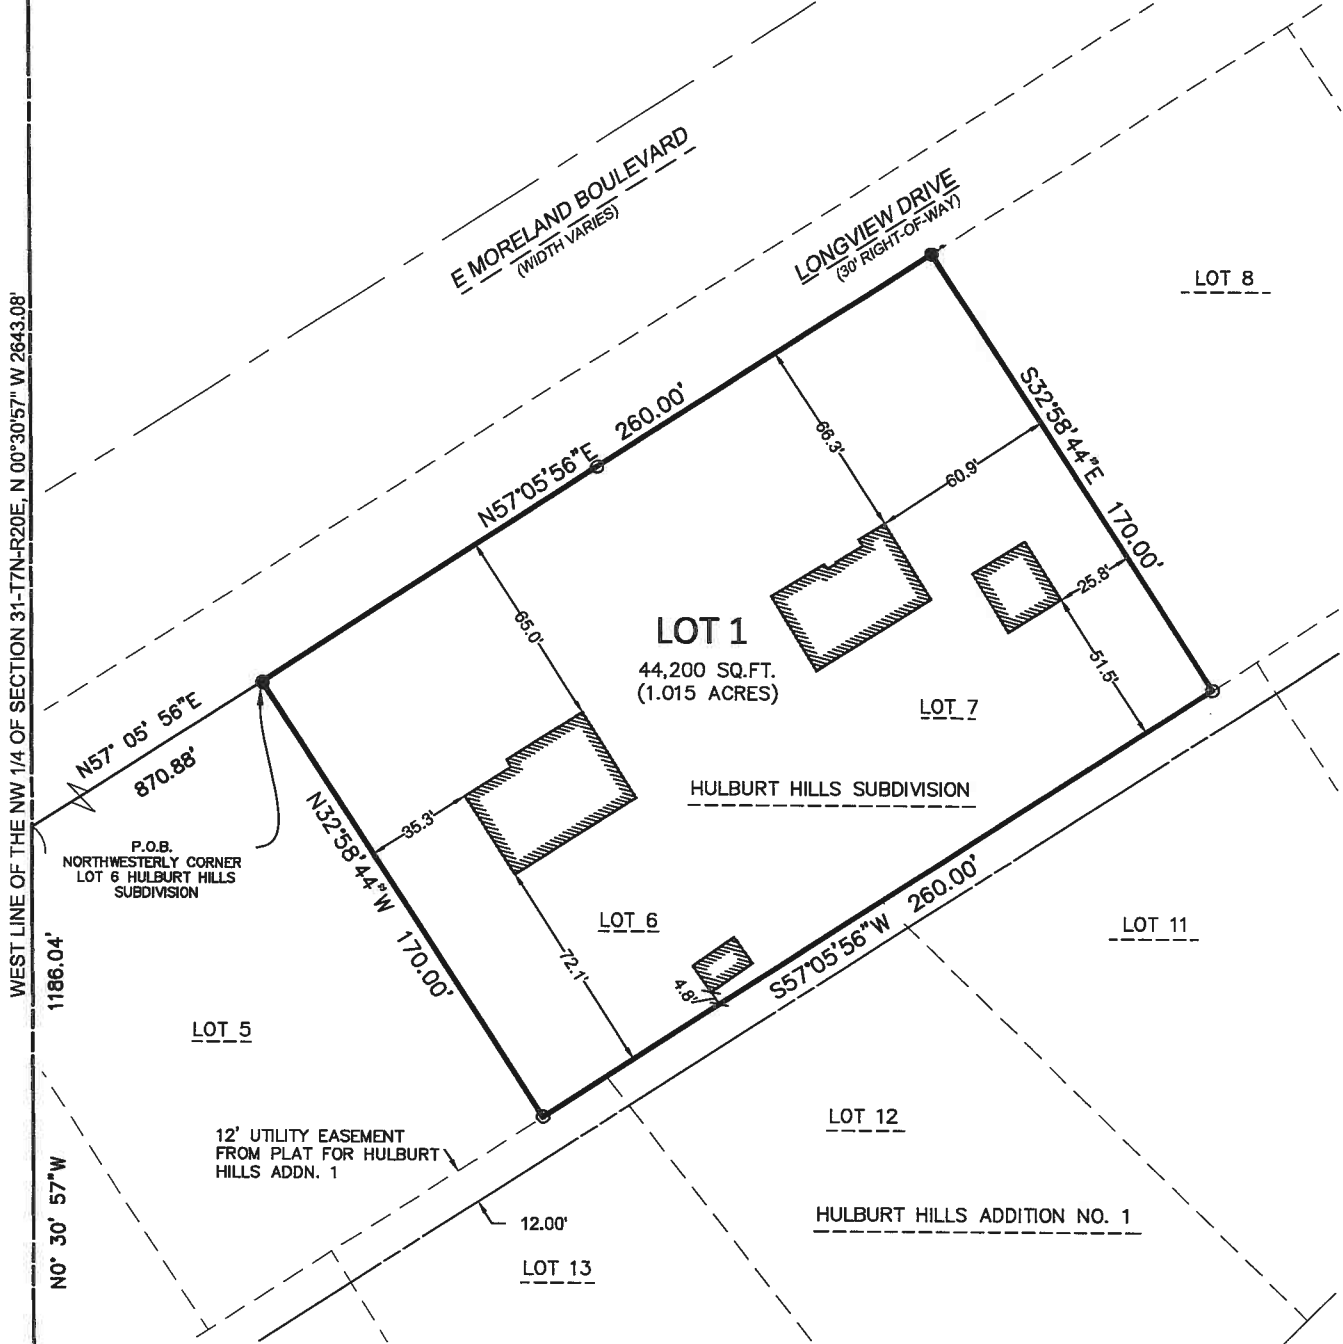 WEST LINE OF THE NW 1/4 OF SECTION 31-T7N-R20E, N 00°30'57" W 2643.08'
E MORELAND BOULEVARD
(WIDTH VARIES)
LONGVIEW DRIVE
(30' RIGHT-OF-WAY)
LOT 8
N57°05'56"E 260.00'
S32°58'44"E 170.00'
66.3'
60.9'
65.0'
25.8'
51.5'
LOT 1
44,200 SQ.FT.
(1.015 ACRES)
LOT 7
N57° 05' 56"E
870.88'
HULBURT HILLS SUBDIVISION
35.3'
N32°58'44"W 170.00'
P.O.B.
NORTHWESTERLY CORNER
LOT 6 HULBURT HILLS
SUBDIVISION
LOT 6
72.1'
4.8'
S57°05'56"W 260.00'
LOT 11
1186.04'
N0° 30' 57"W
LOT 5
LOT 12
12' UTILITY EASEMENT
FROM PLAT FOR HULBURT
HILLS ADDN. 1
12.00'
HULBURT HILLS ADDITION NO. 1
LOT 13